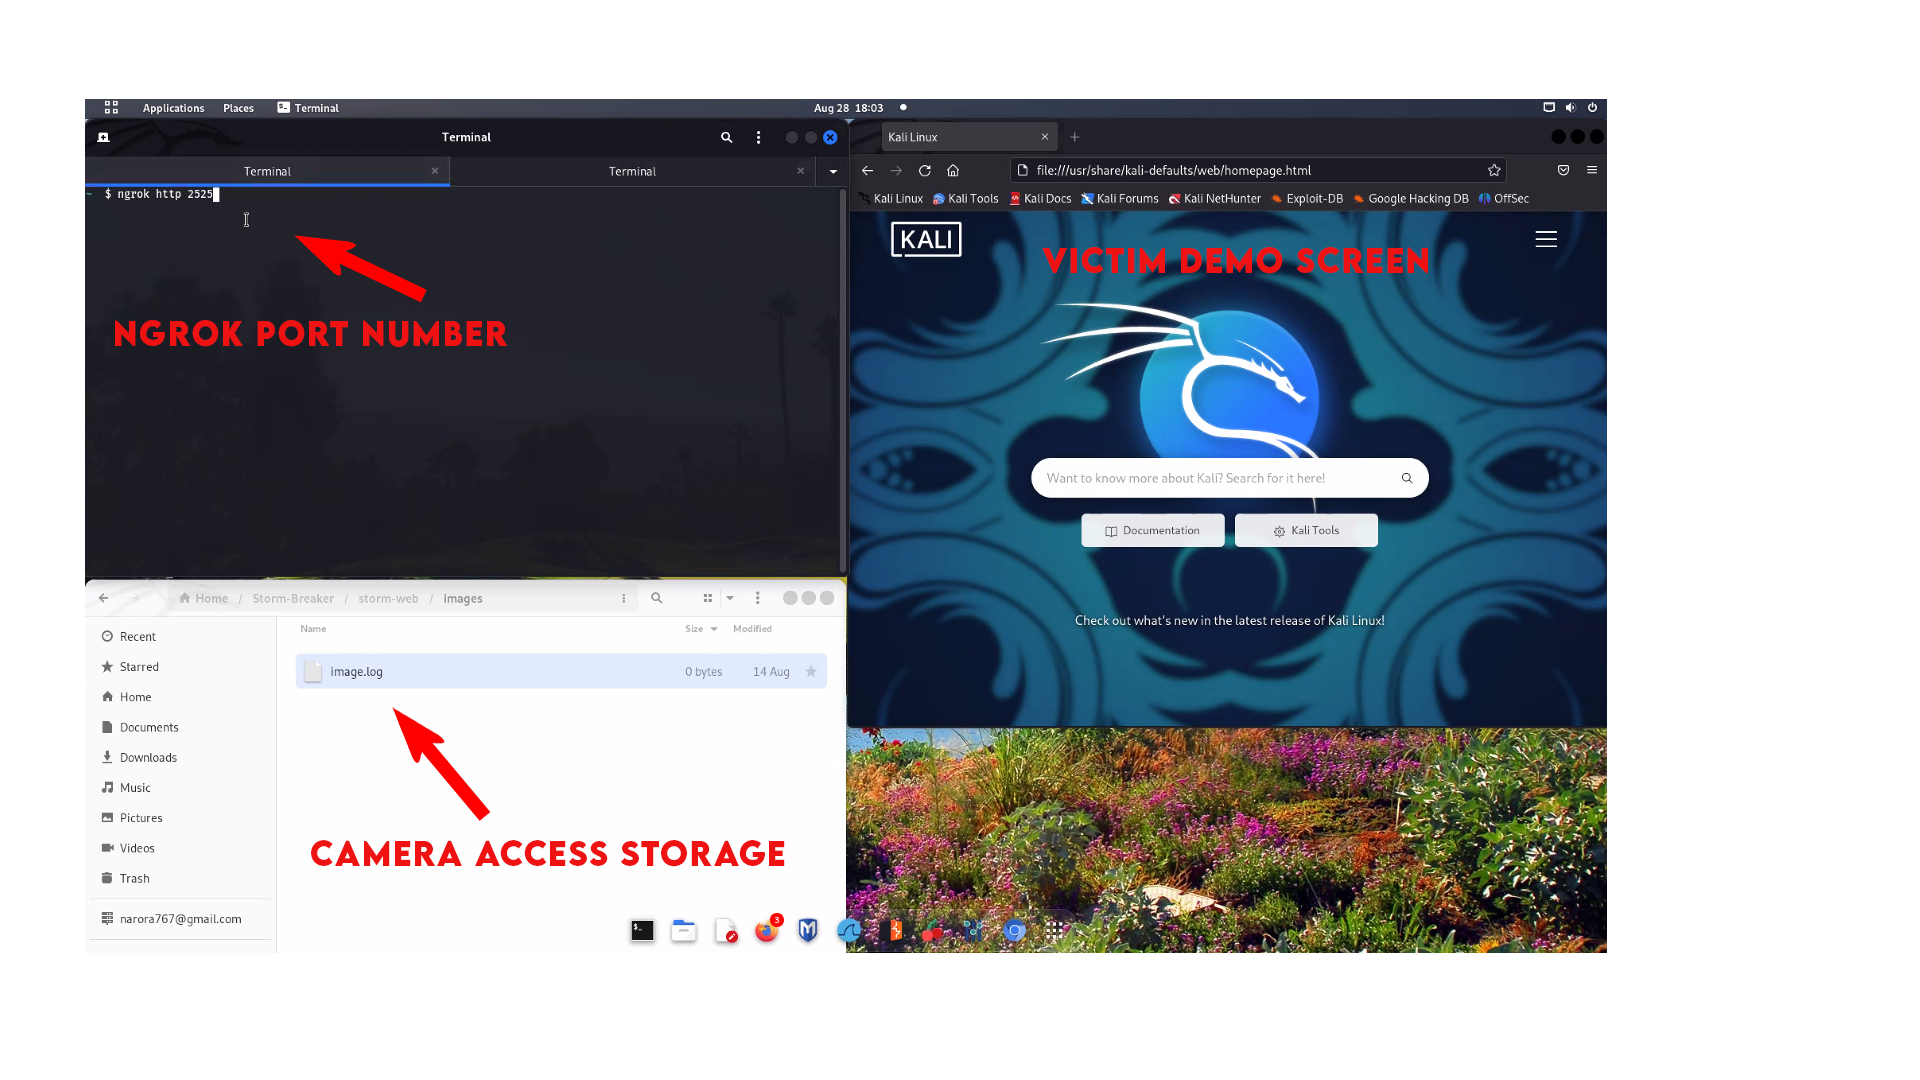 Applications Places Terminal Aug 28 18:03
Terminal
Terminal Terminal
~ $ ngrok http 2525
NGROK PORT NUMBER
Kali Linux
file:///usr/share/kali-defaults/web/homepage.html
Kali Linux Kali Tools Kali Docs Kali Forums Kali NetHunter Exploit-DB Google Hacking DB OffSec
KALI
VICTIM DEMO SCREEN
Want to know more about Kali? Search for it here!
Documentation Kali Tools
Check out what's new in the latest release of Kali Linux!
Home / Storm-Breaker / storm-web / images
Name Size Modified
image.log 0 bytes 14 Aug
Recent
Starred
Home
Documents
Downloads
Music
Pictures
Videos
Trash
narora767@gmail.com
CAMERA ACCESS STORAGE
3